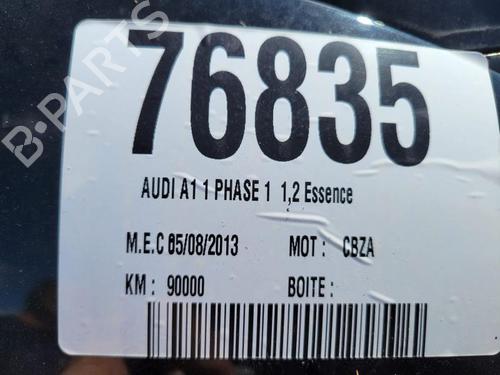 76835
B-PARTS
AUDI A1 1 PHASE 1 1,2 Essence
M.E.C 05/08/2013 MOT : CBZA
KM : 90000 BOITE :